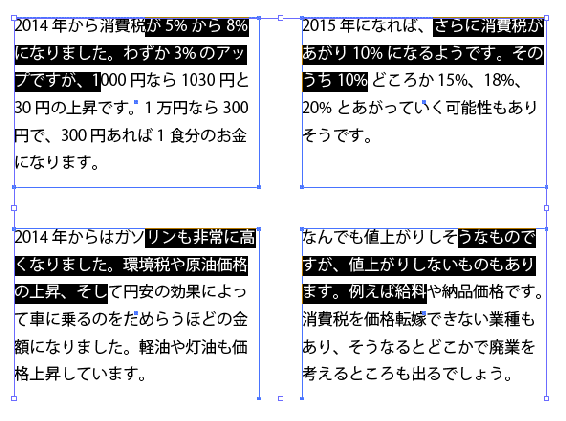 2014 年から消費税が 5% から 8%
になりました。わずか 3% のアッ
プですが、1000 円なら 1030 円と
30 円の上昇です。1 万円なら 300
円で、300 円あれば 1 食分のお金
になります。
2015 年になれば、さらに消費税が
あがり 10% になるようです。その
うち 10% どころか 15%、18%、
20% とあがっていく可能性もあり
そうです。
2014 年からはガソリンも非常に高
くなりました。環境税や原油価格
の上昇、そして円安の効果によっ
て車に乗るのをためらうほどの金
額になりました。軽油や灯油も価
格上昇しています。
なんでも値上がりしそうなもので
すが、値上がりしないものもあり
ます。例えば給料や納品価格です。
消費税を価格転嫁できない業種も
あり、そうなるとどこかで廃業を
考えるところも出るでしょう。